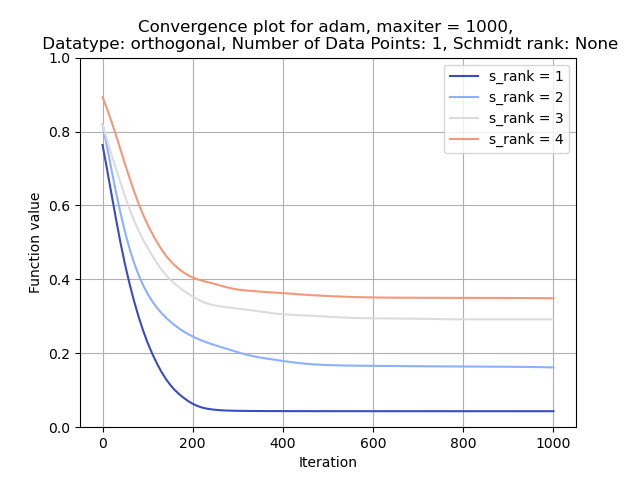 Convergence plot for adam, maxiter = 1000,
Datatype: orthogonal, Number of Data Points: 1, Schmidt rank: None
1.0
0.8
0.6
0.4
0.2
0.0
Function value
s_rank = 1
s_rank = 2
s_rank = 3
s_rank = 4
0 200 400 600 800 1000
Iteration